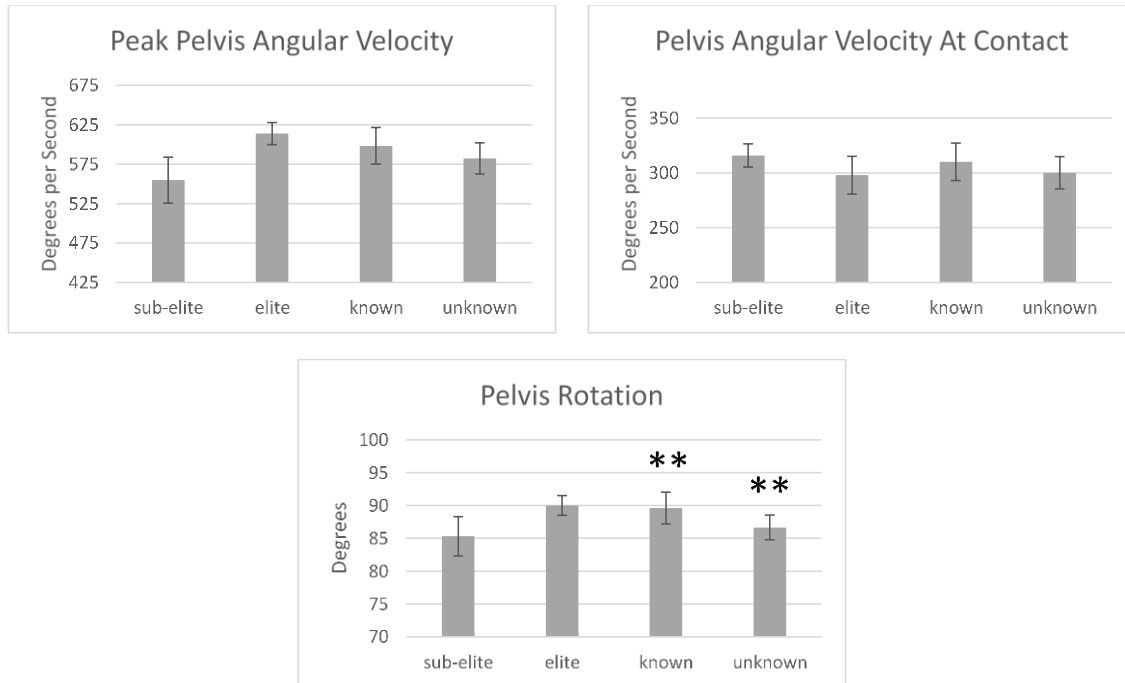 Peak Pelvis Angular Velocity
Degrees per Second
675
625
575
525
475
425
sub-elite elite known unknown
Pelvis Angular Velocity At Contact
Degrees per Second
350
300
250
200
sub-elite elite known unknown
Pelvis Rotation
Degrees
100
95
90
85
80
75
70
**
**
sub-elite elite known unknown